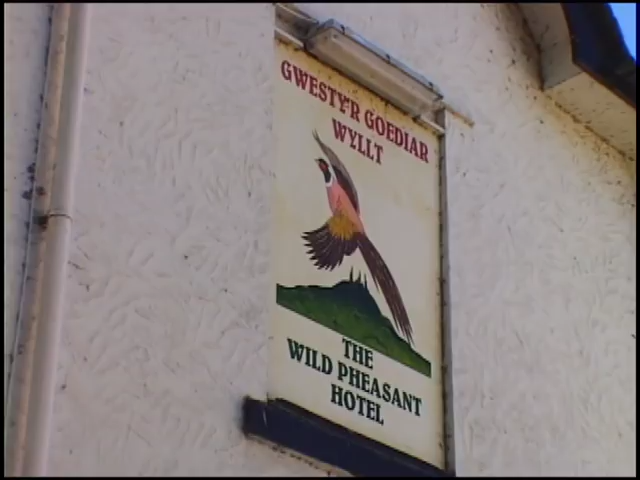 GWESTY'R GOEDIAR
WYLLT
THE
WILD PHEASANT
HOTEL